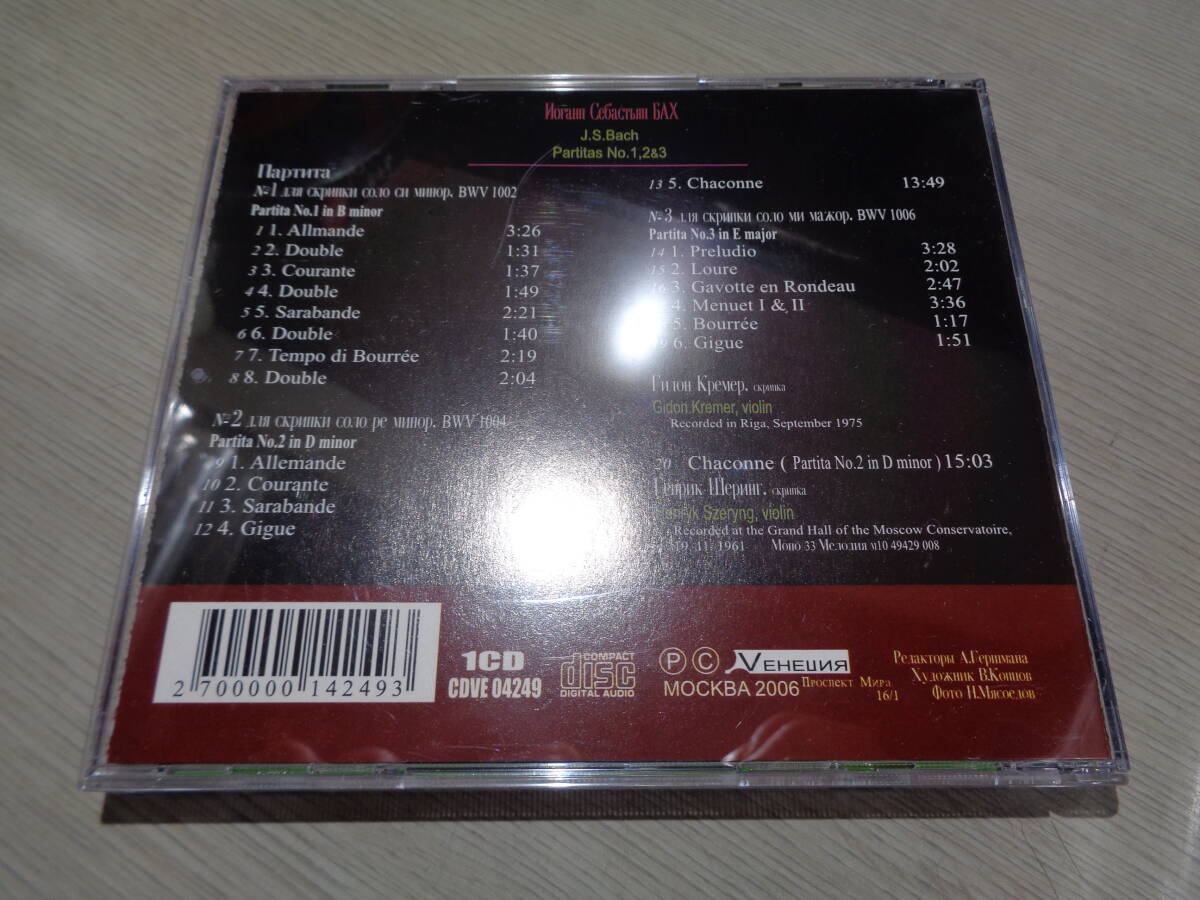 Иоганн Себастьян БАХ
J.S.Bach
Partitas No.1,2&3
Партита
№1 для скрипки соло си минор. BWV 1002
Partita No.1 in B minor
1 1. Allmande 3:26
2 2. Double 1:31
3 3. Courante 1:37
4 4. Double 1:49
5 5. Sarabande 2:21
6 6. Double 1:40
7 7. Tempo di Bourrée 2:19
8 8. Double 2:04
№2 для скрипки соло ре минор. BWV 1004
Partita No.2 in D minor
9 1. Allemande
10 2. Courante
11 3. Sarabande
12 4. Gigue
13 5. Chaconne 13:49
№3 для скрипки соло ми мажор. BWV 1006
Partita No.3 in E major
14 1. Preludio 3:28
15 2. Loure 2:02
16 3. Gavotte en Rondeau 2:47
4. Menuet I & II 3:36
5. Bourrée 1:17
6. Gigue 1:51
Гидон Кремер. скрипка
Gidon Kremer, violin
Recorded in Riga, September 1975
20 Chaconne ( Partita No.2 in D minor ) 15:03
Генрик Шеринг. скрипка
Szeryng, violin
Recorded at the Grand Hall of the Moscow Conservatoire,
1961 Моно 33 Мелодия м10 49429 008
2 700000 142493
1CD
CDVE 04249
COMPACT
disc
DIGITAL AUDIO
Ⓟ Ⓒ Vенеция
МОСКВА 2006 Проспект Мира
16/1
Редакторы А.Гершмана
Художник В.Коннов
Фото Н.Мясоедов